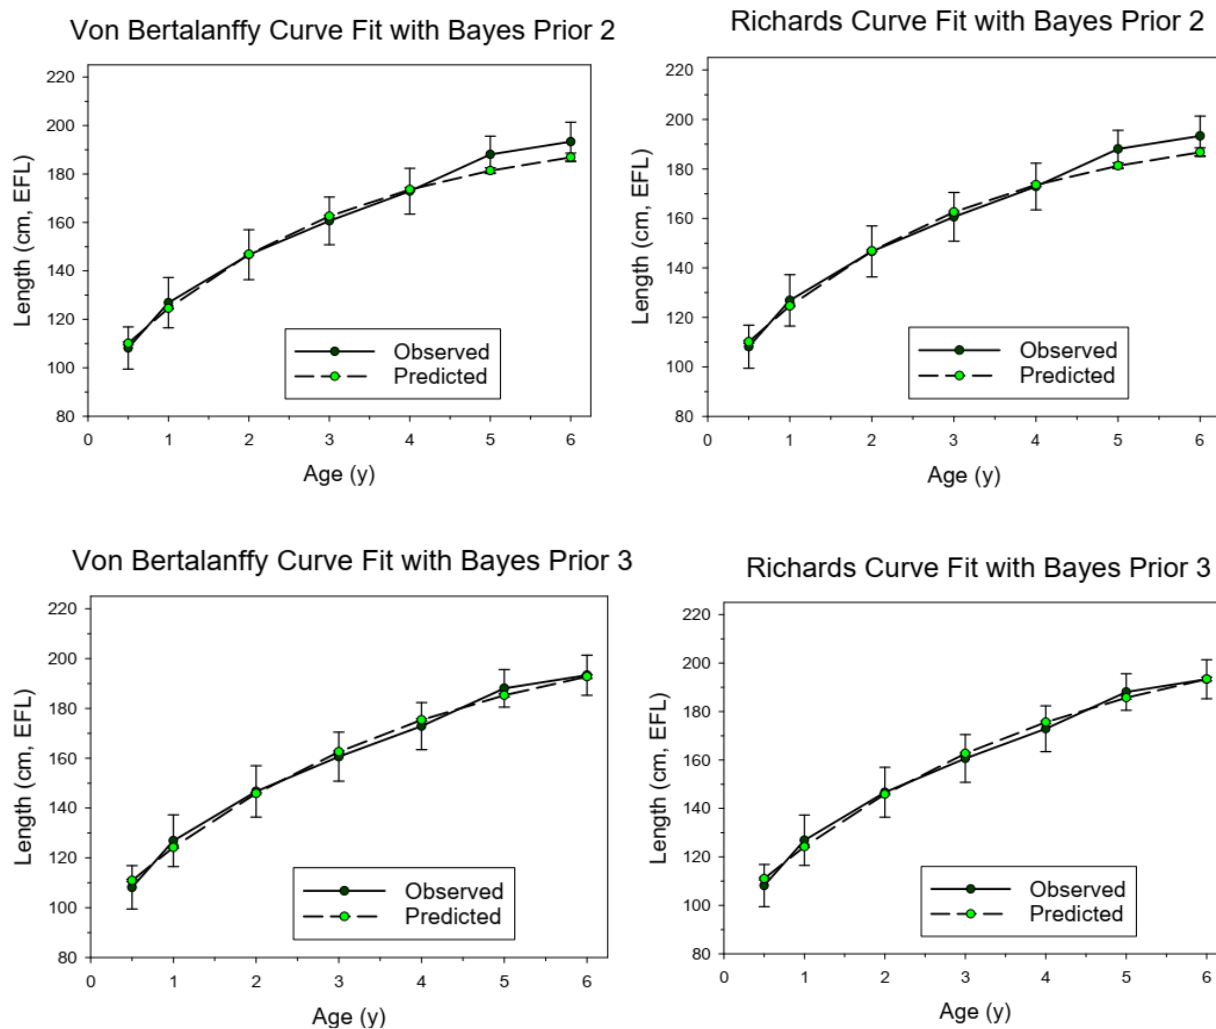 Von Bertalanffy Curve Fit with Bayes Prior 2
220
200
180
160
140
120
100
80
Length (cm, EFL)
Observed
Predicted
0 1 2 3 4 5 6
Age (y)
Richards Curve Fit with Bayes Prior 2
220
200
180
160
140
120
100
80
Length (cm, EFL)
Observed
Predicted
0 1 2 3 4 5 6
Age (y)
Von Bertalanffy Curve Fit with Bayes Prior 3
220
200
180
160
140
120
100
80
Length (cm, EFL)
Observed
Predicted
0 1 2 3 4 5 6
Age (y)
Richards Curve Fit with Bayes Prior 3
220
200
180
160
140
120
100
80
Length (cm, EFL)
Observed
Predicted
0 1 2 3 4 5 6
Age (y)